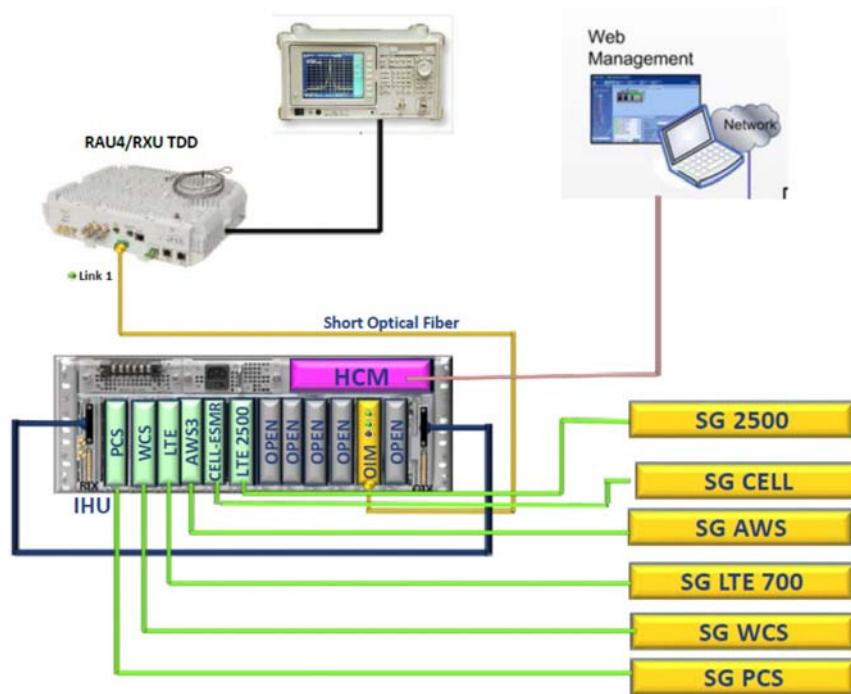 Web
Management
Network
RAU4/RXU TDD
Link 1
Short Optical Fiber
HCM
PCS
WCS
LTE
AWS3
CELL-ESMR
LTE 2500
OPEN
OPEN
OPEN
OPEN
OIM
OPEN
IHU
SG 2500
SG CELL
SG AWS
SG LTE 700
SG WCS
SG PCS